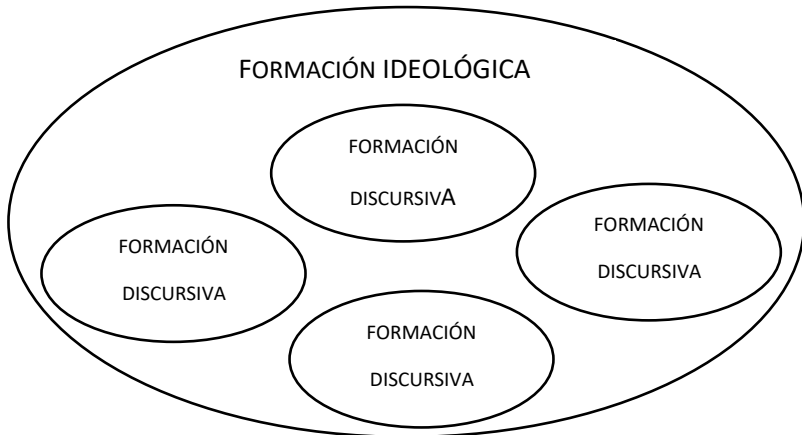 FORMACIÓN IDEOLÓGICA
FORMACIÓN
DISCURSIVA
FORMACIÓN
DISCURSIVA
FORMACIÓN
DISCURSIVA
FORMACIÓN
DISCURSIVA